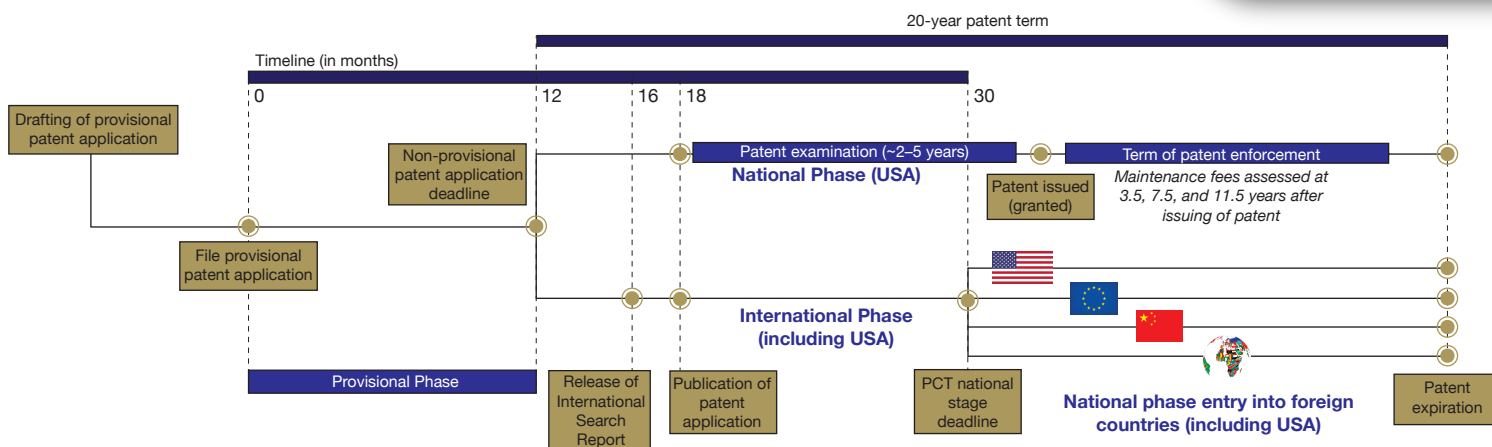 20-year patent term
Timeline (in months)
0
12
16
18
30
Drafting of provisional
patent application
Non-provisional
patent application
deadline
Patent examination (~2–5 years)
National Phase (USA)
Patent issued
(granted)
Term of patent enforcement
Maintenance fees assessed at
3.5, 7.5, and 11.5 years after
issuing of patent
File provisional
patent application
International Phase
(including USA)
Provisional Phase
Release of
International
Search
Report
Publication of
patent
application
PCT national
stage
deadline
National phase entry into foreign
countries (including USA)
Patent
expiration